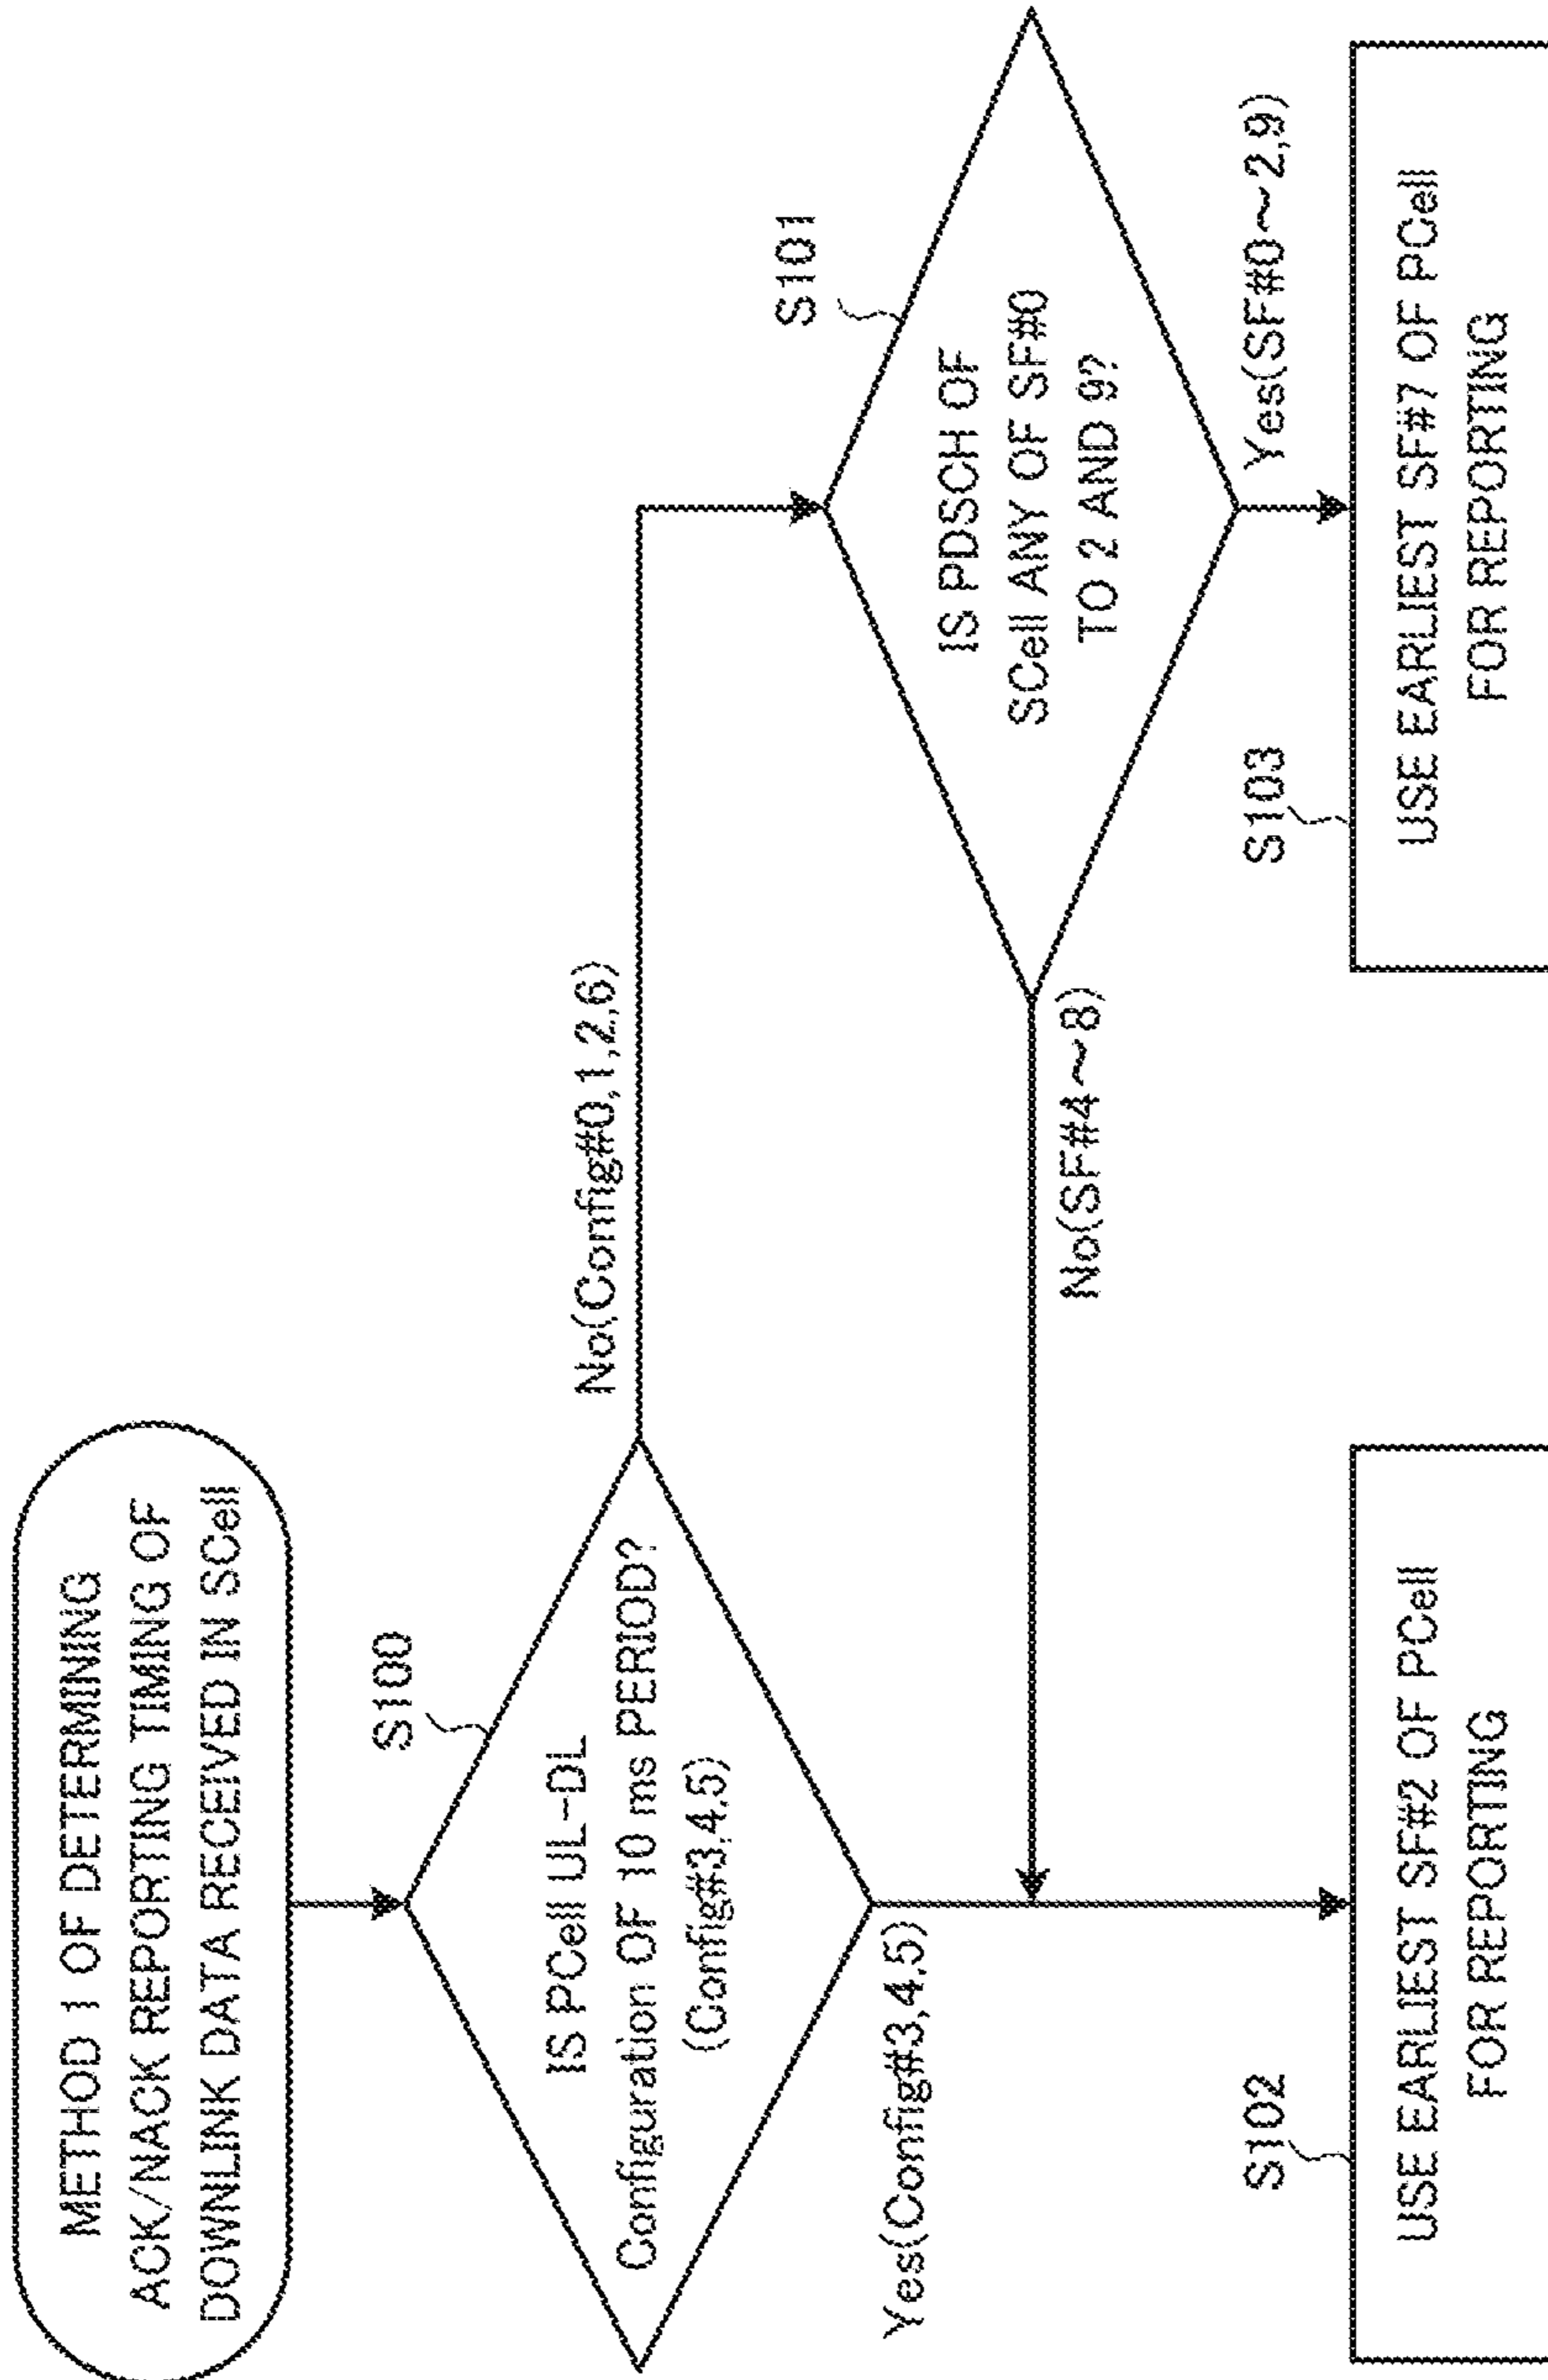 METHOD 1 OF DETERMINING
ACK/NACK REPORTING TIMING OF
DOWNLINK DATA RECEIVED IN SCell
S100
IS PCell UL-DL
Configuration OF 10 ms PERIOD?
(Config#3,4,5)
No(Config#0,1,2,6)
Yes(Config#3,4,5)
S101
IS PDSCH OF
SCell ANY OF SF#0
TO 2 AND 9?
No(SF#4~8)
Yes(SF#0~2,9)
S102
USE EARLIEST SF#2 OF PCell
FOR REPORTING
S103
USE EARLIEST SF#7 OF PCell
FOR REPORTING